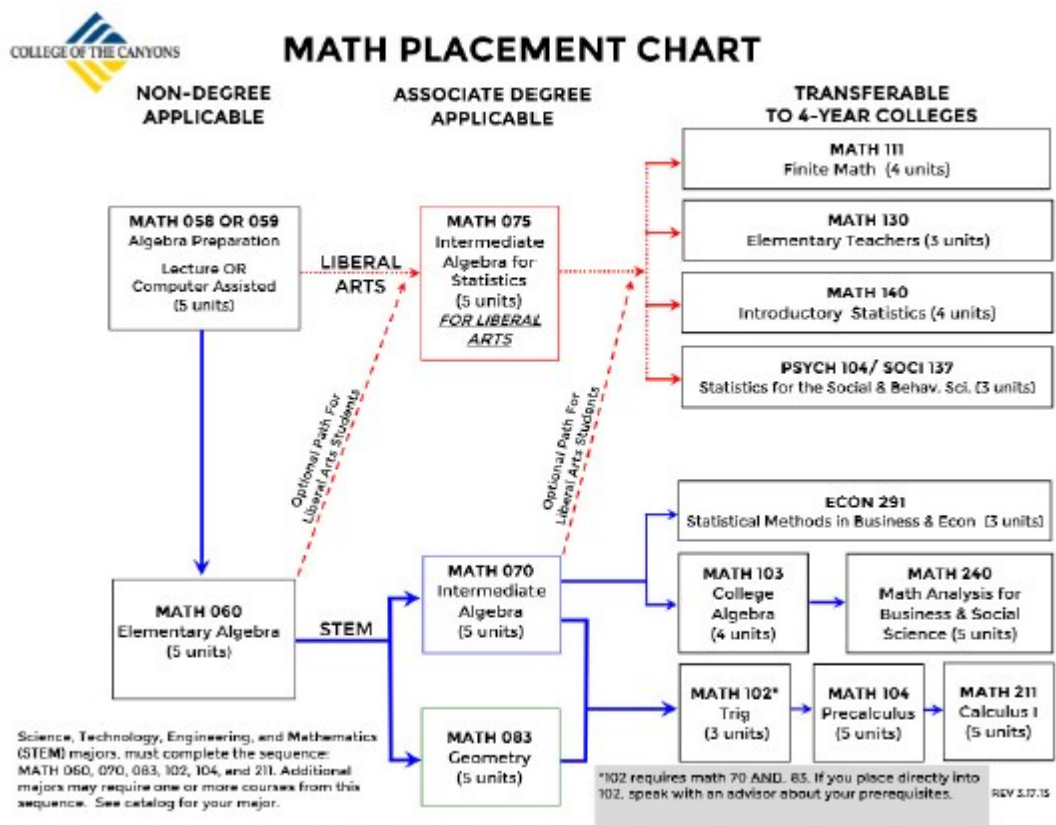 COLLEGE OF THE CANYONS
MATH PLACEMENT CHART
NON-DEGREE
APPLICABLE
ASSOCIATE DEGREE
APPLICABLE
TRANSFERABLE
TO 4-YEAR COLLEGES
MATH 058 OR 059
Algebra Preparation
Lecture OR
Computer Assisted
(5 units)
LIBERAL
ARTS
MATH 075
Intermediate
Algebra for
Statistics
(5 units)
FOR LIBERAL
ARTS
MATH 111
Finite Math (4 units)
MATH 130
Elementary Teachers (3 units)
MATH 140
Introductory Statistics (4 units)
PSYCH 104/ SOCI 137
Statistics for the Social & Behav. Sci. (3 units)
Optional Path For
Liberal Arts Students
Optional Path For
Liberal Arts Students
MATH 060
Elementary Algebra
(5 units)
STEM
MATH 070
Intermediate
Algebra
(5 units)
MATH 083
Geometry
(5 units)
ECON 291
Statistical Methods in Business & Econ (3 units)
MATH 103
College
Algebra
(4 units)
MATH 240
Math Analysis for
Business & Social
Science (5 units)
MATH 102*
Trig
(3 units)
MATH 104
Precalculus
(5 units)
MATH 211
Calculus I
(5 units)
Science, Technology, Engineering, and Mathematics
(STEM) majors, must complete the sequence:
MATH 060, 070, 083, 102, 104, and 211. Additional
majors may require one or more courses from this
sequence. See catalog for your major.
*102 requires math 70 AND. 83. If you place directly into
102, speak with an advisor about your prerequisites.
REV 3.17.15